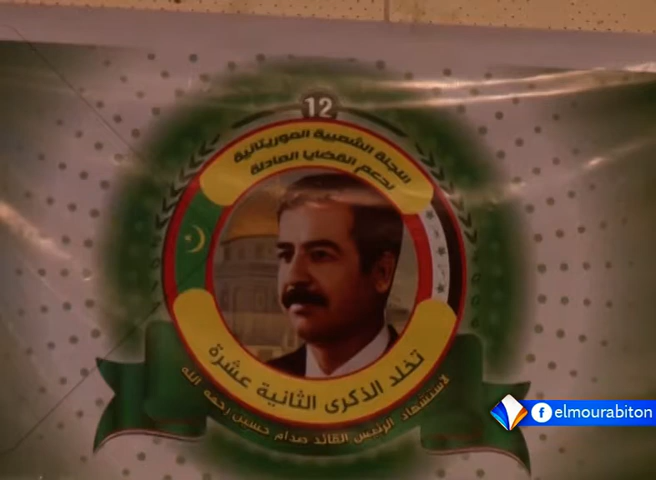 12
اللجنة الشعبية الموريتانية
لدعم القضايا العادلة
تخلد الذكرى الثانية عشرة
لاستشهاد الرئيس القائد صدام حسين رحمه الله
elmourabiton